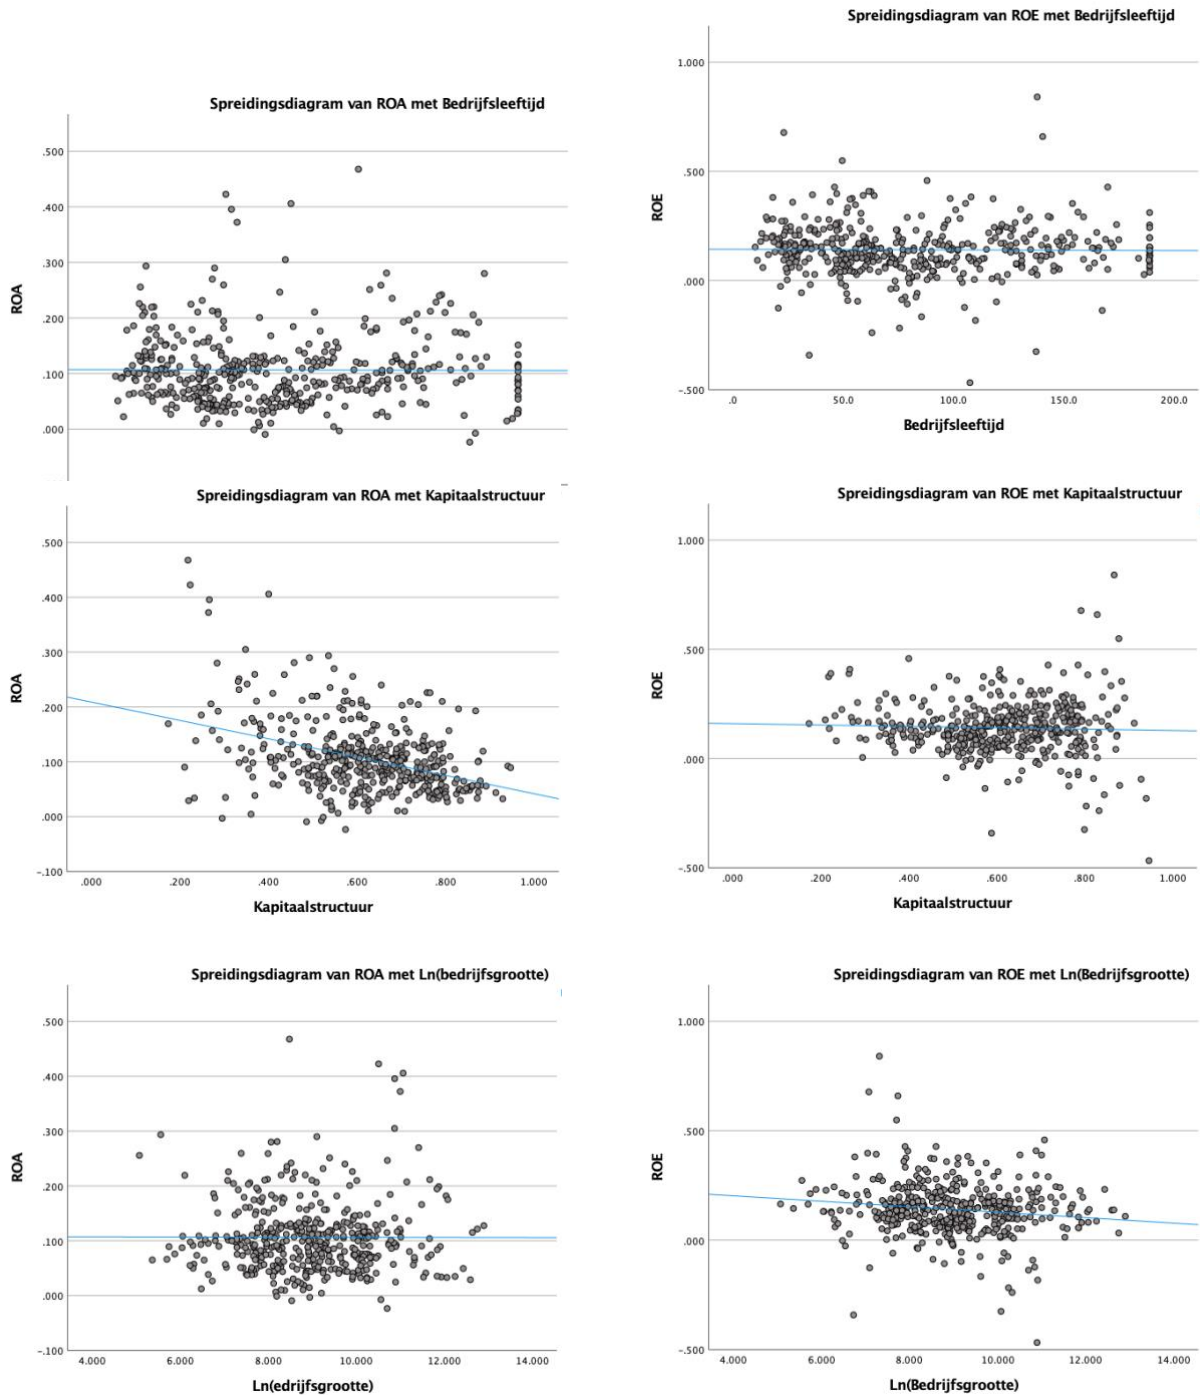 Spreidingsdiagram van ROA met Bedrijfsleeftijd
.500
.400
.300
.200
.100
.000
ROA
Spreidingsdiagram van ROE met Bedrijfsleeftijd
1.000
.500
.000
-.500
ROE
.0 50.0 100.0 150.0 200.0
Bedrijfsleeftijd
Spreidingsdiagram van ROA met Kapitaalstructuur
.500
.400
.300
.200
.100
.000
-.100
ROA
.000 .200 .400 .600 .800 1.000
Kapitaalstructuur
Spreidingsdiagram van ROE met Kapitaalstructuur
1.000
.500
.000
-.500
ROE
.000 .200 .400 .600 .800 1.000
Kapitaalstructuur
Spreidingsdiagram van ROA met Ln(bedrijfsgrootte)
.500
.400
.300
.200
.100
.000
-.100
ROA
4.000 6.000 8.000 10.000 12.000 14.000
Ln(edrijfsgrootte)
Spreidingsdiagram van ROE met Ln(Bedrijfsgrootte)
1.000
.500
.000
-.500
ROE
4.000 6.000 8.000 10.000 12.000 14.000
Ln(Bedrijfsgrootte)